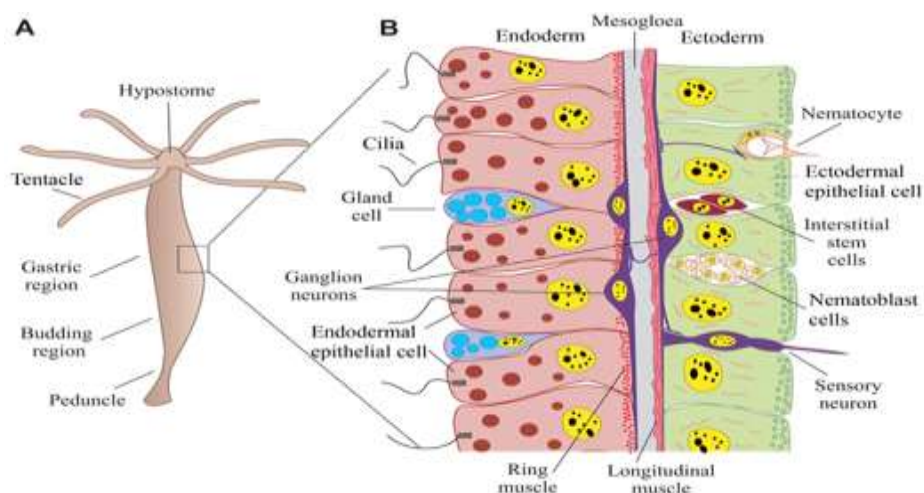 A
Hypostome
Tentacle
Gastric
region
Budding
region
Peduncle
B
Mesogloea
Endoderm
Ectoderm
Cilia
Gland
cell
Ganglion
neurons
Endodermal
epithelial cell
Nematocyte
Ectodermal
epithelial cell
Interstitial
stem
cells
Nematoblast
cells
Sensory
neuron
Ring
muscle
Longitudinal
muscle